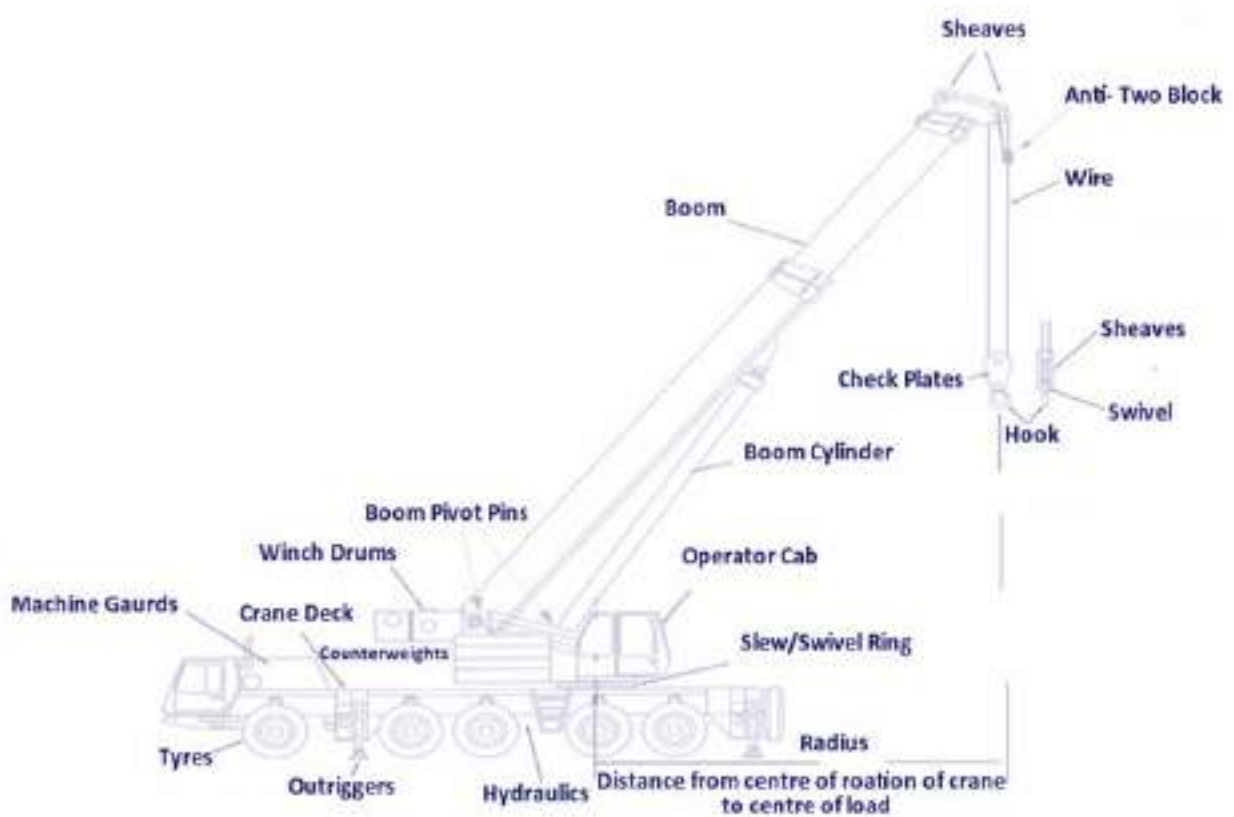 Sheaves
Anti- Two Block
Wire
Boom
Sheaves
Check Plates
Swivel
Hook
Boom Cylinder
Boom Pivot Pins
Winch Drums
Operator Cab
Machine Gaurds
Crane Deck
Slew/Swivel Ring
Counterweights
Radius
Tyres
Outriggers
Hydraulics
Distance from centre of roation of crane
to centre of load